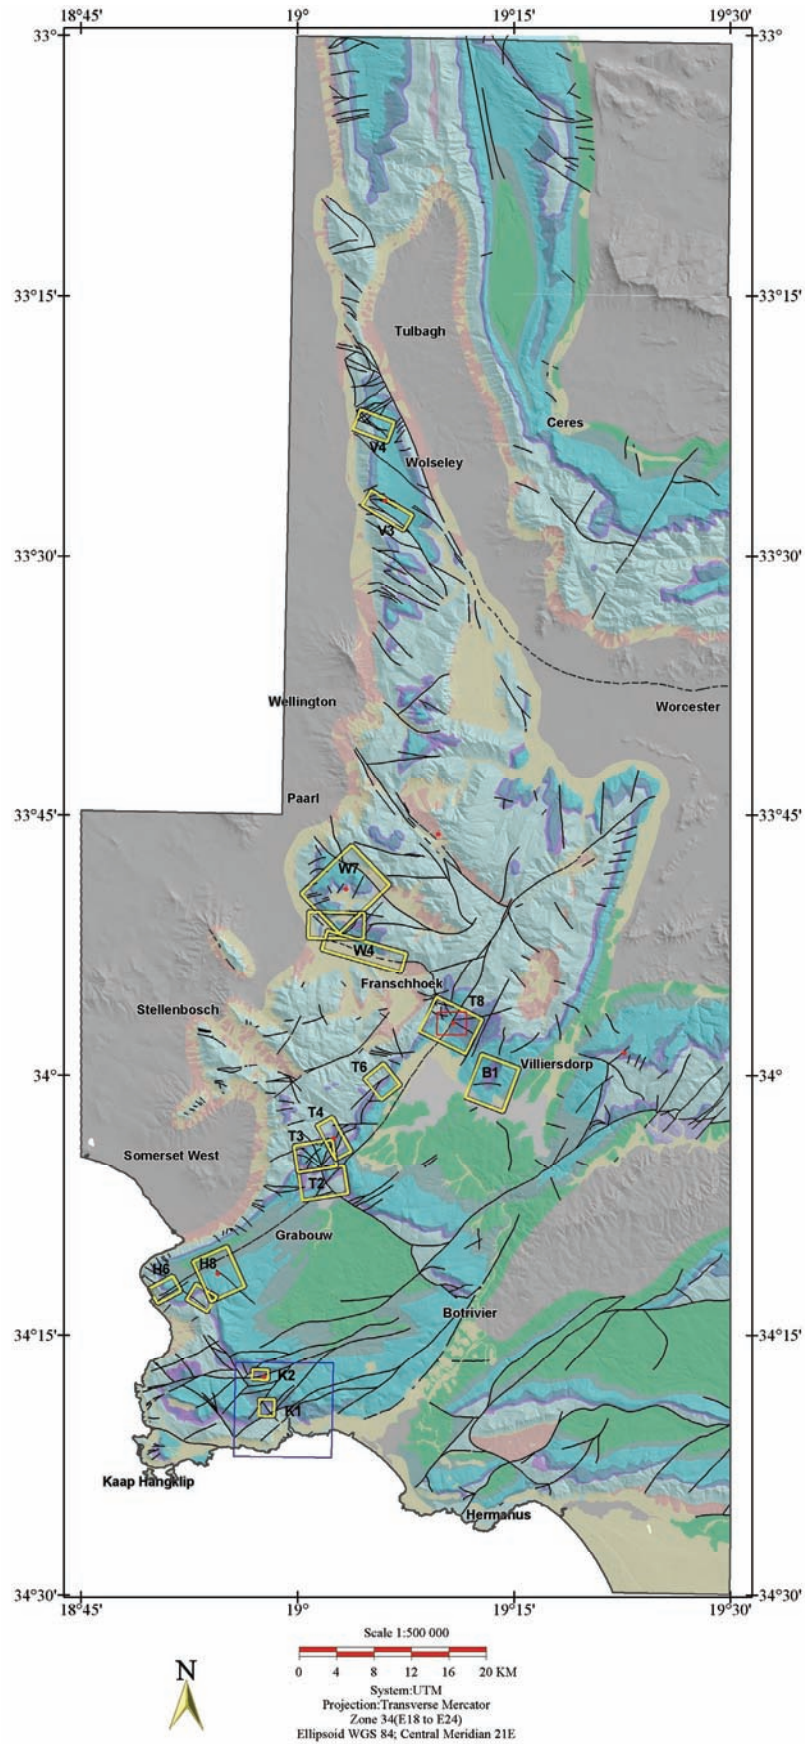 18°45' 19° 19°15' 19°30'
33° 33°
33°15' 33°15'
Tulbagh
Ceres
V4
Wolseley
V3
33°30' 33°30'
Wellington
Worcester
Paarl
33°45' 33°45'
W7
W4
Franschhoek
T8
Stellenbosch
Villiersdorp
T6
B1
34° 34°
T4
T3
Somerset West
T2
Grabouw
H6 H8
Botrivier
34°15' 34°15'
K2
K1
Kaap Hangklip
Hermanus
34°30' 34°30'
18°45' 19° 19°15' 19°30'
Scale 1:500 000
N
0 4 8 12 16 20 KM
System:UTM
Projection:Transverse Mercator
Zone 34(E18 to E24)
Ellipsoid WGS 84; Central Meridian 21E